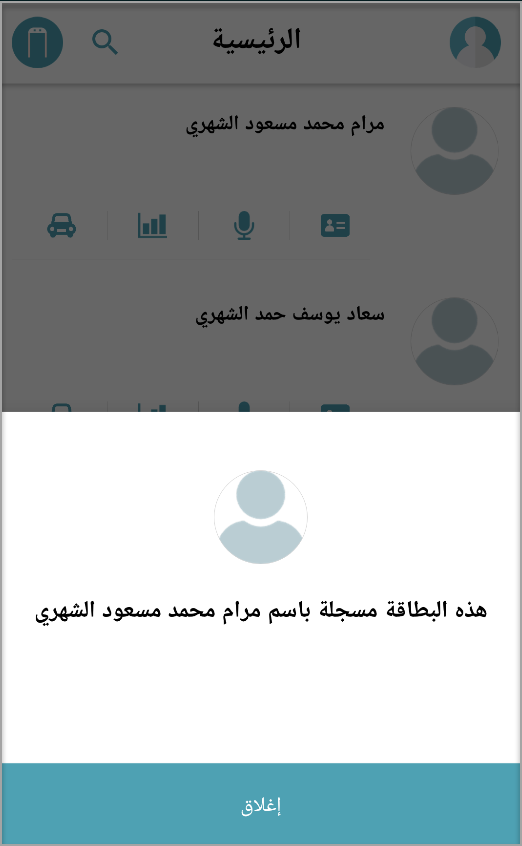 الرئيسية
مرام محمد مسعود الشهري
سعاد يوسف حمد الشهري
هذه البطاقة مسجلة باسم مرام محمد مسعود الشهري
إغلاق